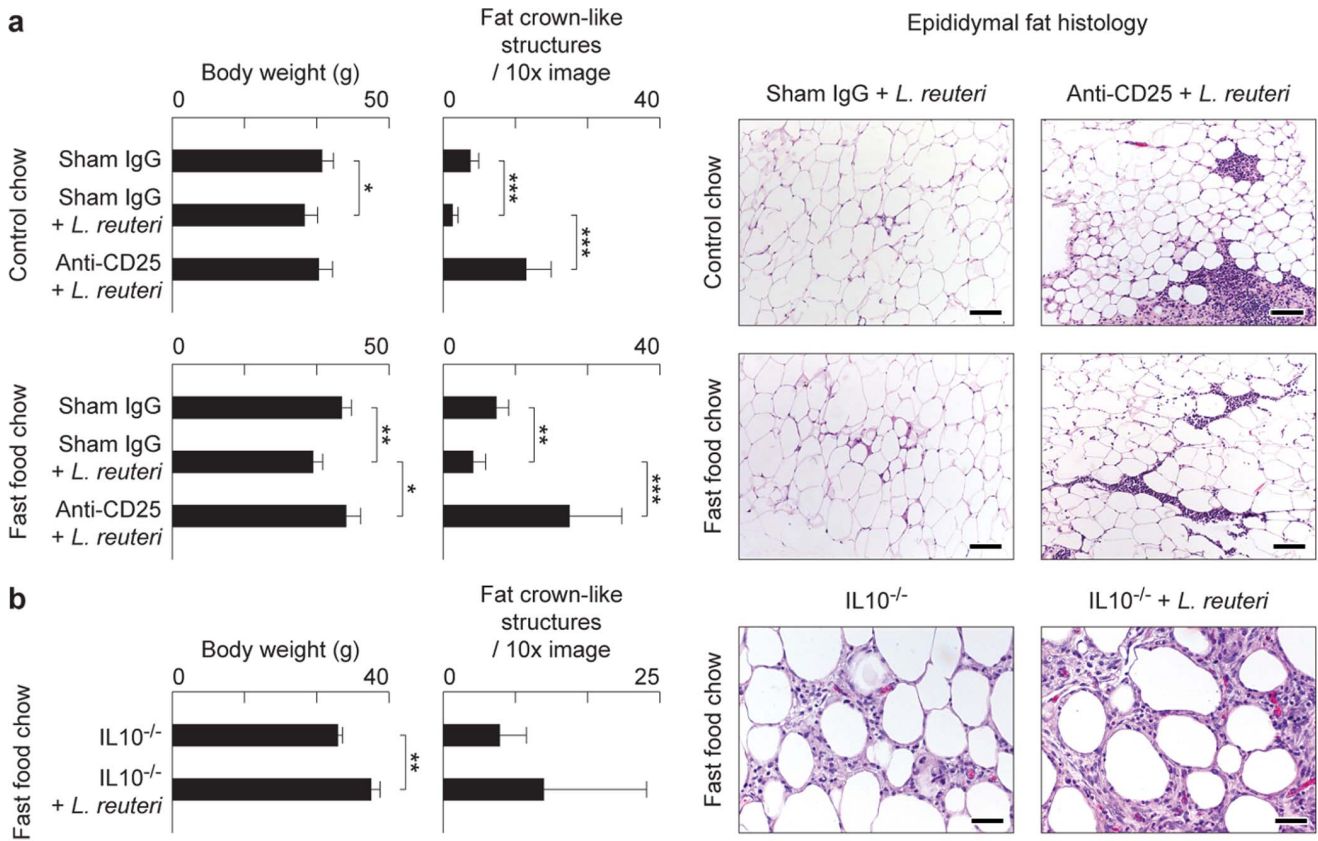 a
Body weight (g)
Fat crown-like
structures
/ 10x image
Epididymal fat histology
Sham IgG + L. reuteri
Anti-CD25 + L. reuteri
0
50
0
40
Control chow
Sham IgG
Sham IgG
+ L. reuteri
Anti-CD25
+ L. reuteri
*
***
***
Control chow
0
50
0
40
Fast food chow
Sham IgG
Sham IgG
+ L. reuteri
Anti-CD25
+ L. reuteri
**
*
**
***
Fast food chow
b
Body weight (g)
Fat crown-like
structures
/ 10x image
IL10-/-
IL10-/- + L. reuteri
0
40
0
25
Fast food chow
IL10-/-
IL10-/-
+ L. reuteri
**
Fast food chow